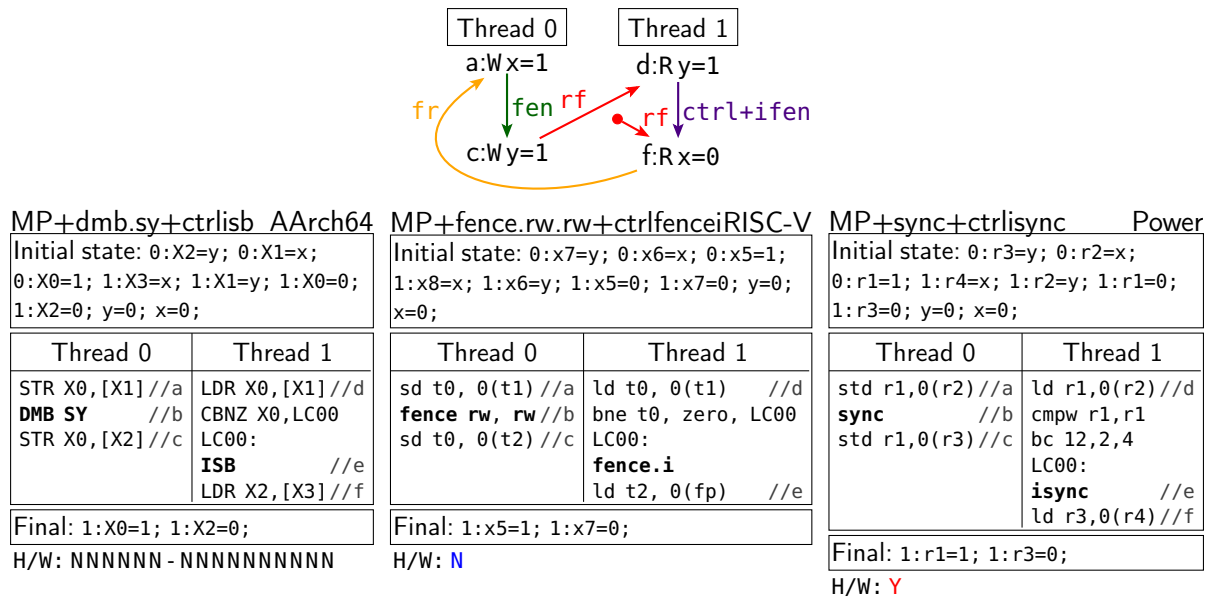 Thread 0 Thread 1
a:W x=1 d:R y=1
fr fen rf rf ctrl+ifen
c:W y=1 f:R x=0
MP+dmb.sy+ctrlisb AArch64
Initial state: 0:X2=y; 0:X1=x;
0:X0=1; 1:X3=x; 1:X1=y; 1:X0=0;
1:X2=0; y=0; x=0;
Thread 0 Thread 1
STR X0,[X1]//a LDR X0,[X1]//d
DMB SY //b CBNZ X0,LC00
STR X0,[X2]//c LC00:
ISB //e
LDR X2,[X3]//f
Final: 1:X0=1; 1:X2=0;
H/W: NNNNNN-NNNNNNNNNN
MP+fence.rw.rw+ctrlfenceiRISC-V
Initial state: 0:x7=y; 0:x6=x; 0:x5=1;
1:x8=x; 1:x6=y; 1:x5=0; 1:x7=0; y=0;
x=0;
Thread 0 Thread 1
sd t0, 0(t1)//a ld t0, 0(t1) //d
fence rw, rw//b bne t0, zero, LC00
sd t0, 0(t2)//c LC00:
fence.i
ld t2, 0(fp) //e
Final: 1:x5=1; 1:x7=0;
H/W: N
MP+sync+ctrlisync Power
Initial state: 0:r3=y; 0:r2=x;
0:r1=1; 1:r4=x; 1:r2=y; 1:r1=0;
1:r3=0; y=0; x=0;
Thread 0 Thread 1
std r1,0(r2)//a ld r1,0(r2)//d
sync //b cmpw r1,r1
std r1,0(r3)//c bc 12,2,4
LC00:
isync //e
ld r3,0(r4)//f
Final: 1:r1=1; 1:r3=0;
H/W: Y